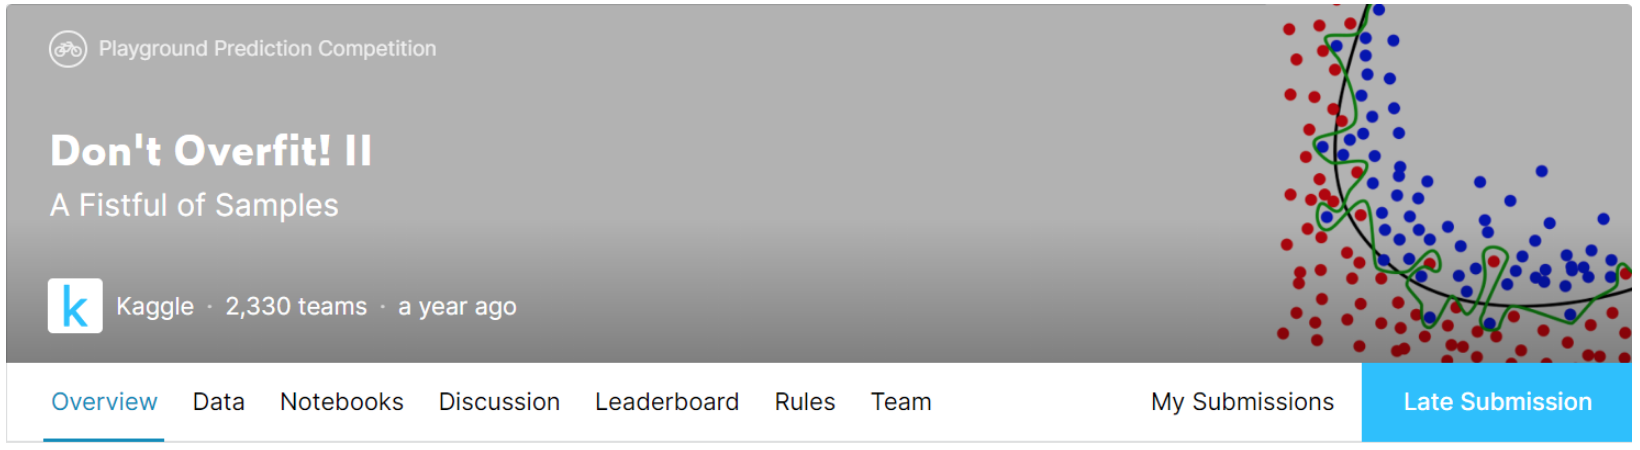 Playground Prediction Competition
Don't Overfit! II
A Fistful of Samples
k Kaggle · 2,330 teams · a year ago
Overview Data Notebooks Discussion Leaderboard Rules Team My Submissions Late Submission